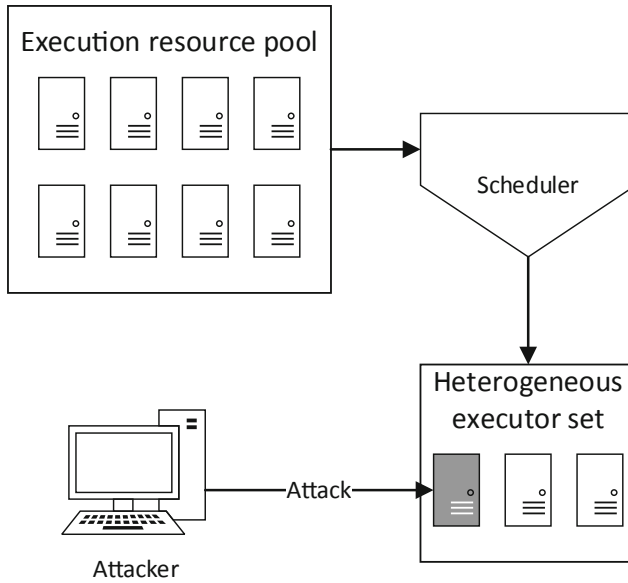 Execution resource pool
Scheduler
Heterogeneous
executor set
Attack
Attacker